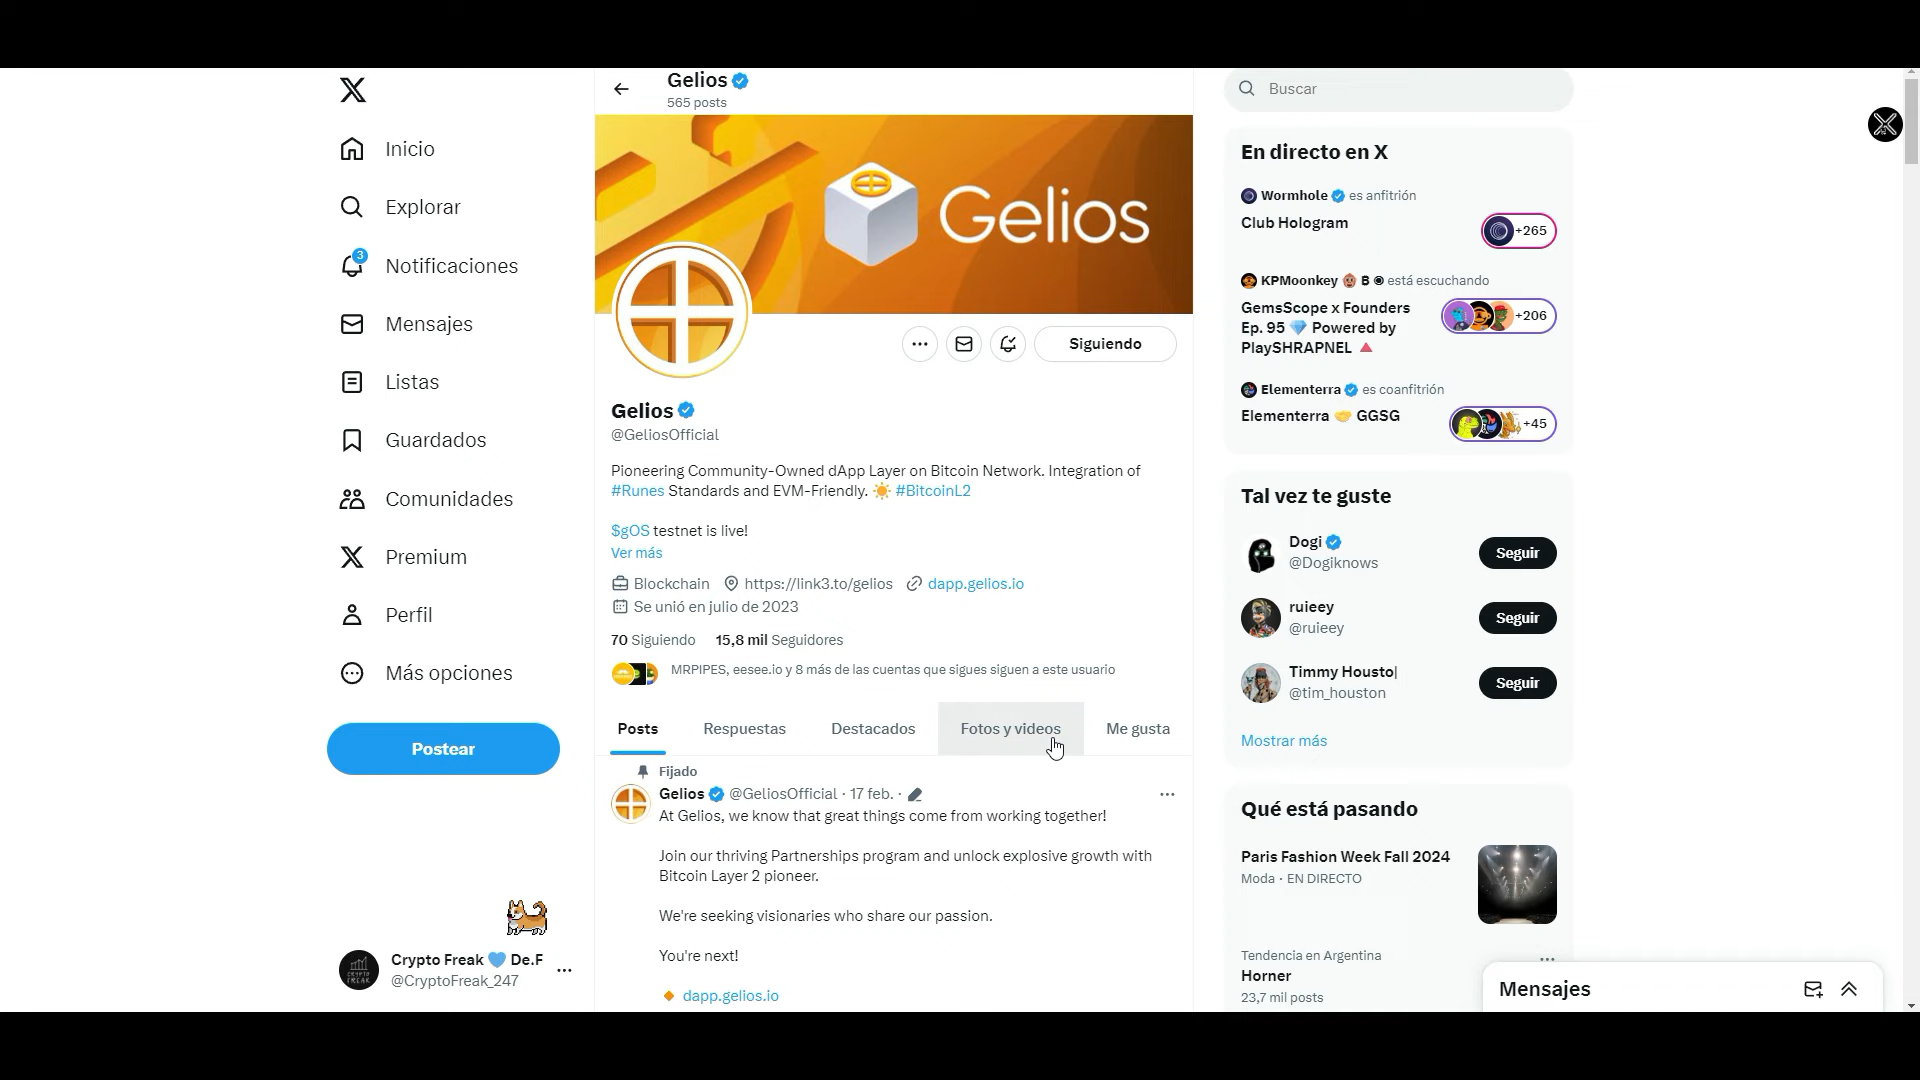 Inicio
Explorar
3
Notificaciones
Mensajes
Listas
Guardados
Comunidades
Premium
Perfil
Más opciones
Postear
Crypto Freak 💙 De.F
@CryptoFreak_247
Gelios
565 posts
Gelios
Siguiendo
Gelios
@GeliosOfficial
Pioneering Community-Owned dApp Layer on Bitcoin Network. Integration of
#Runes Standards and EVM-Friendly. ☀️ #BitcoinL2
$gOS testnet is live!
Ver más
Blockchain https://link3.to/gelios dapp.gelios.io
Se unió en julio de 2023
70 Siguiendo 15,8 mil Seguidores
MRPIPES, eesee.io y 8 más de las cuentas que sigues siguen a este usuario
Posts Respuestas Destacados Fotos y videos Me gusta
Fijado
Gelios @GeliosOfficial · 17 feb. ·
At Gelios, we know that great things come from working together!
Join our thriving Partnerships program and unlock explosive growth with
Bitcoin Layer 2 pioneer.
We're seeking visionaries who share our passion.
You're next!
🔸 dapp.gelios.io
Buscar
En directo en X
Wormhole es anfitrión
Club Hologram
+265
KPMoonkey B está escuchando
GemsScope x Founders
Ep. 95 💎 Powered by
PlaySHRAPNEL 🔺
+206
Elementerra es coanfitrión
Elementerra 🤝 GGSG
+45
Tal vez te guste
Dogi
@Dogiknows
Seguir
ruieey
@ruieey
Seguir
Timmy Housto|
@tim_houston
Seguir
Mostrar más
Qué está pasando
Paris Fashion Week Fall 2024
Moda · EN DIRECTO
Tendencia en Argentina
Horner
23,7 mil posts
Mensajes